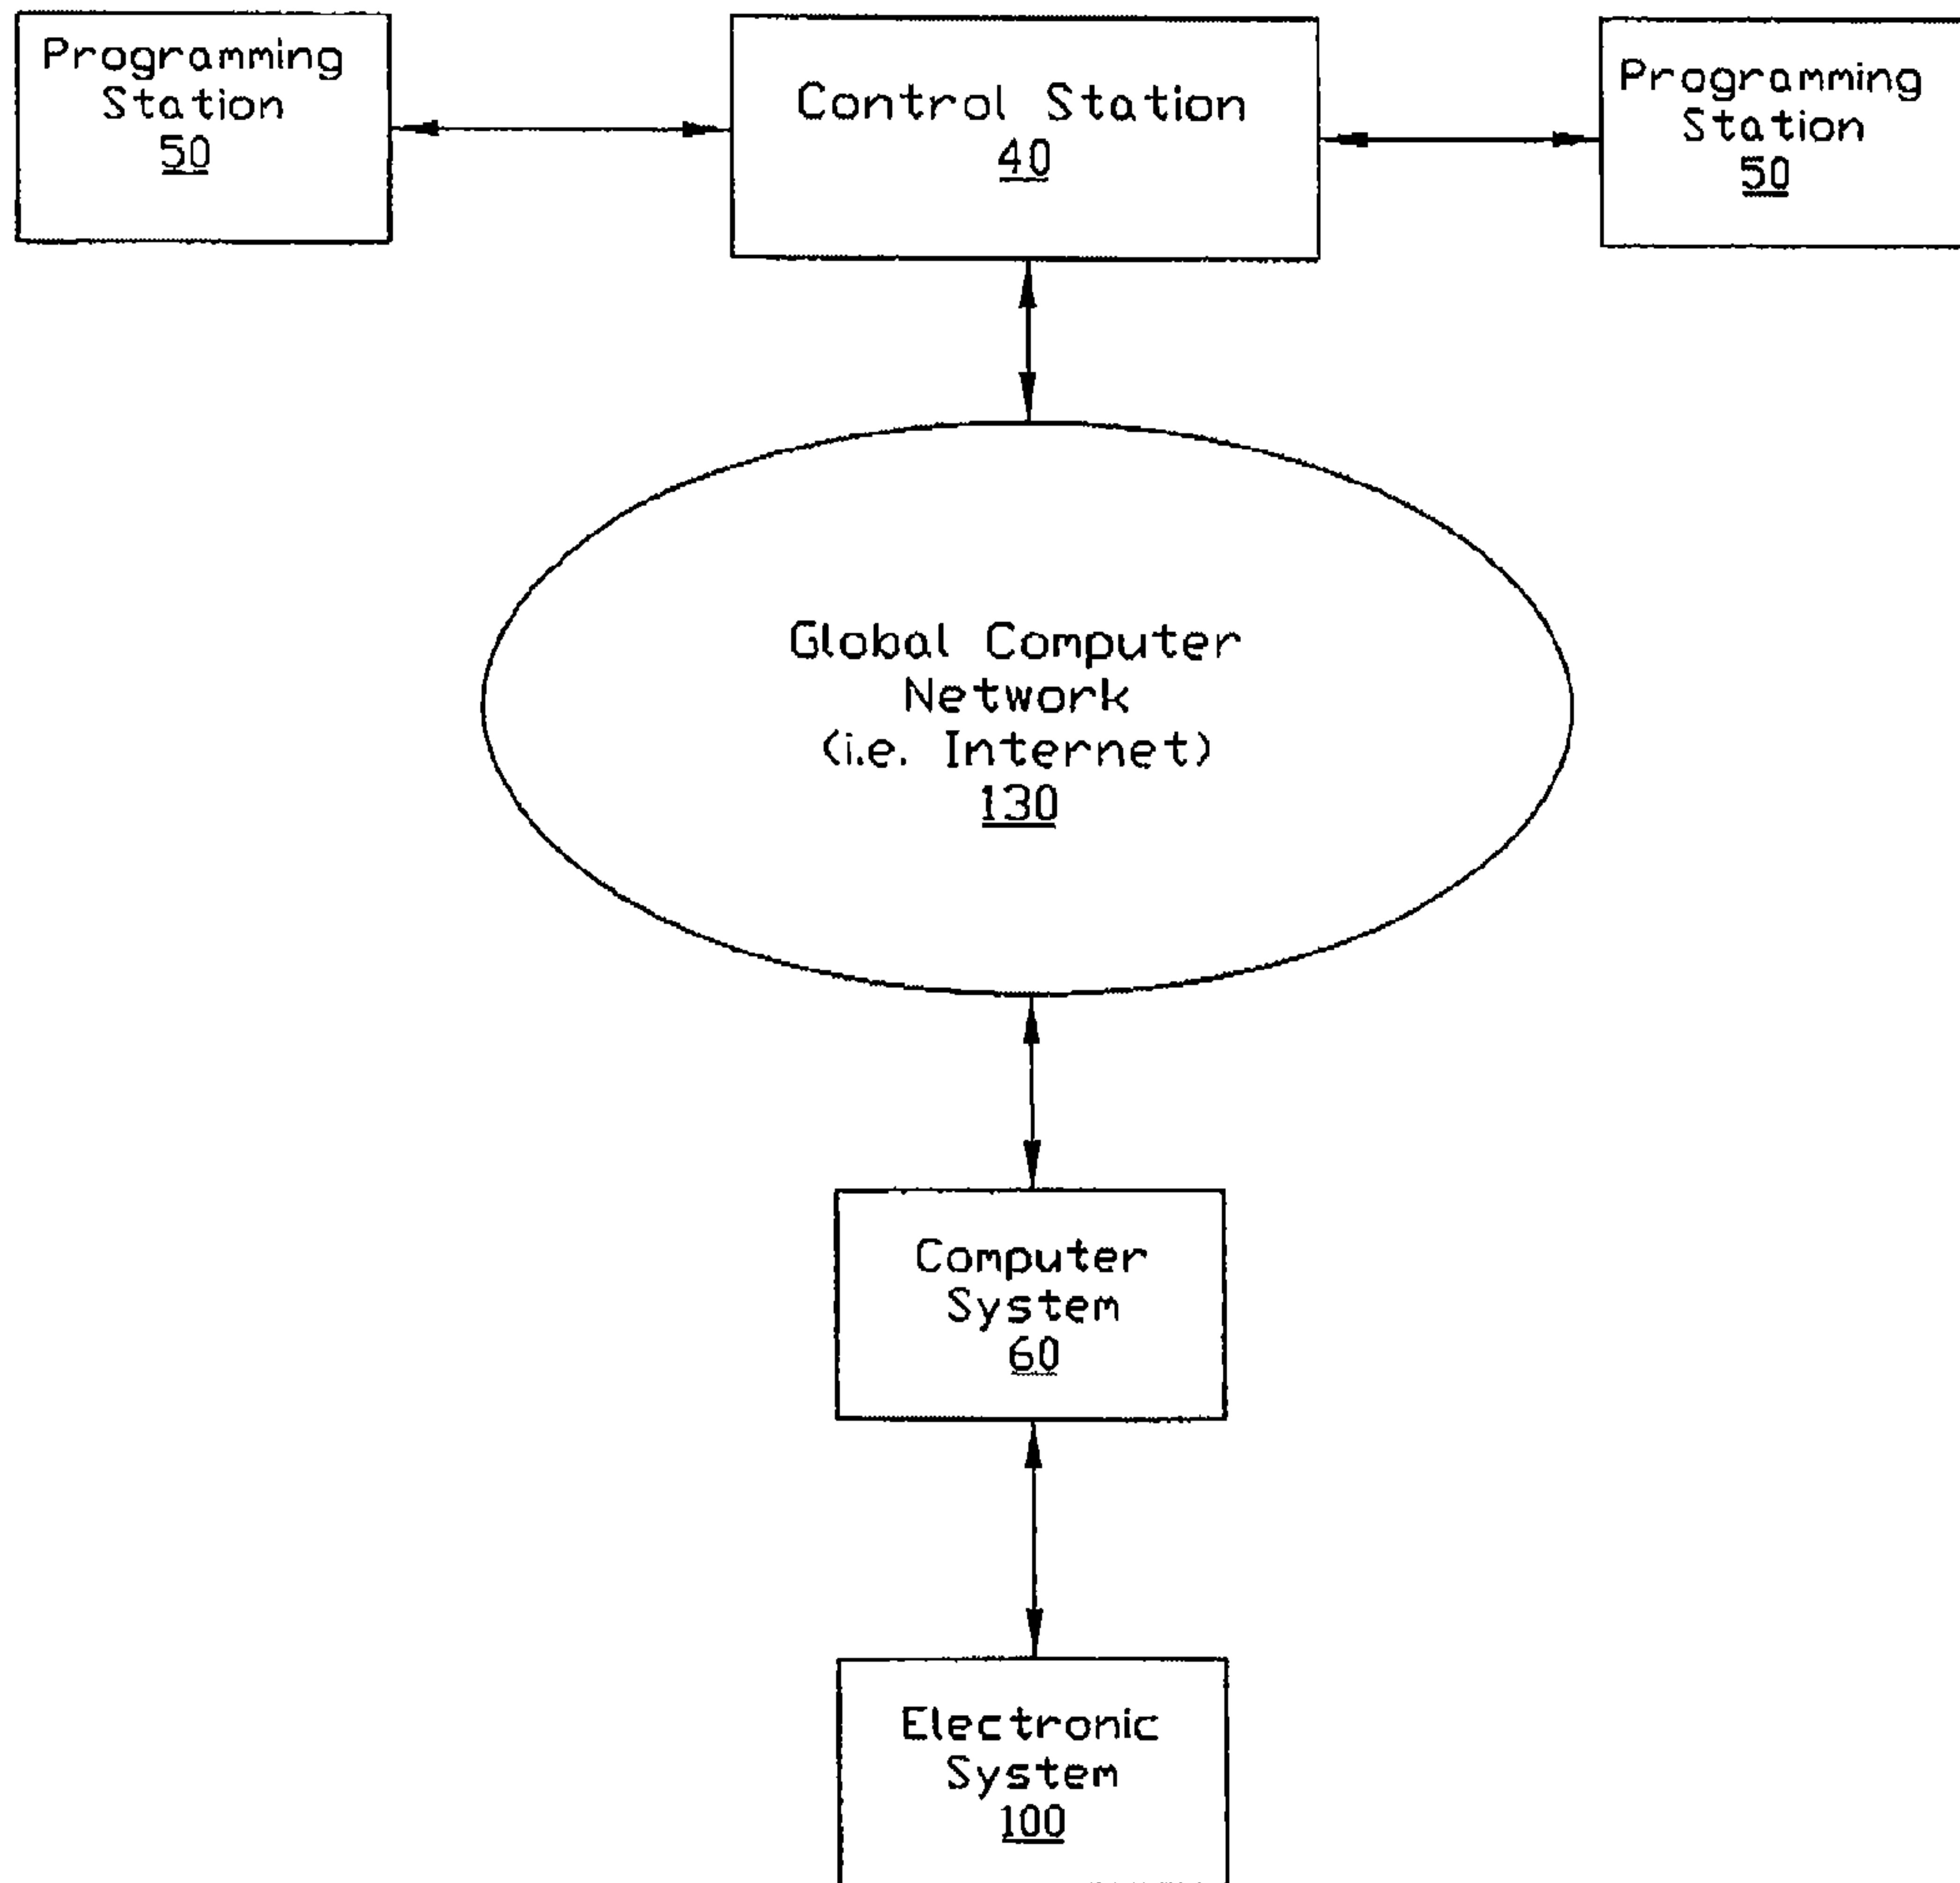 Programming
Station
50
Control Station
40
Programming
Station
50
Global Computer
Network
(i.e. Internet)
130
Computer
System
60
Electronic
System
100